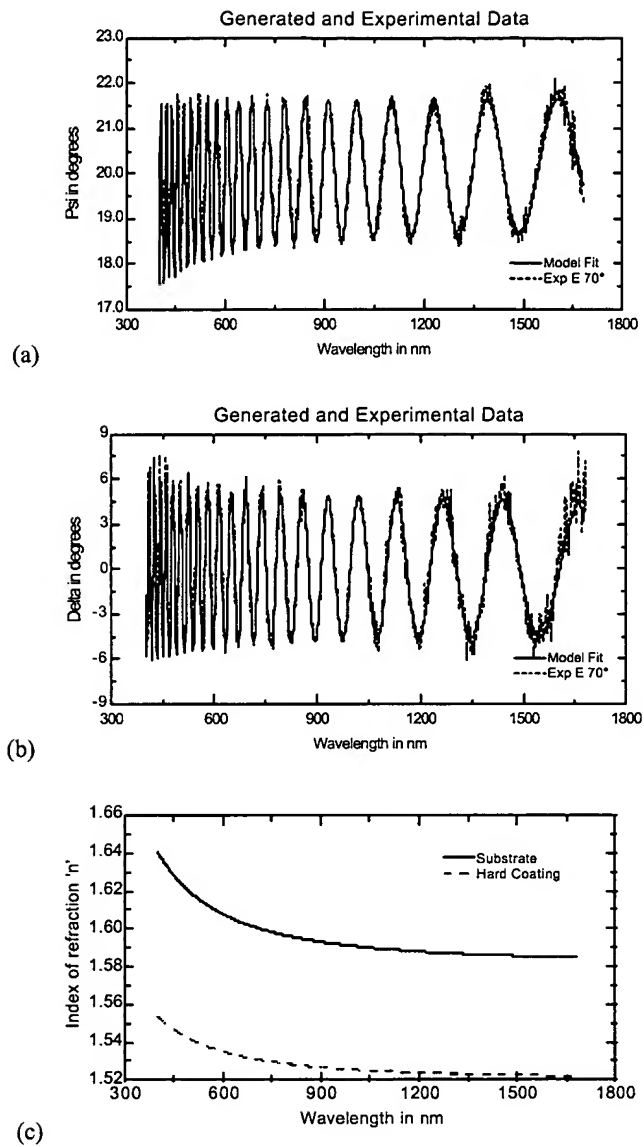 Generated and Experimental Data
23.0
22.0
21.0
20.0
19.0
18.0
17.0
Psi in degrees
Model Fit
Exp E 70°
300 600 900 1200 1500 1800
Wavelength in nm
(a)
Generated and Experimental Data
9
6
3
0
-3
-6
-9
Delta in degrees
Model Fit
Exp E 70°
300 600 900 1200 1500 1800
Wavelength in nm
(b)
1.66
1.64
1.62
1.60
1.58
1.56
1.54
1.52
Index of refraction 'n'
Substrate
Hard Coating
300 600 900 1200 1500 1800
Wavelength in nm
(c)